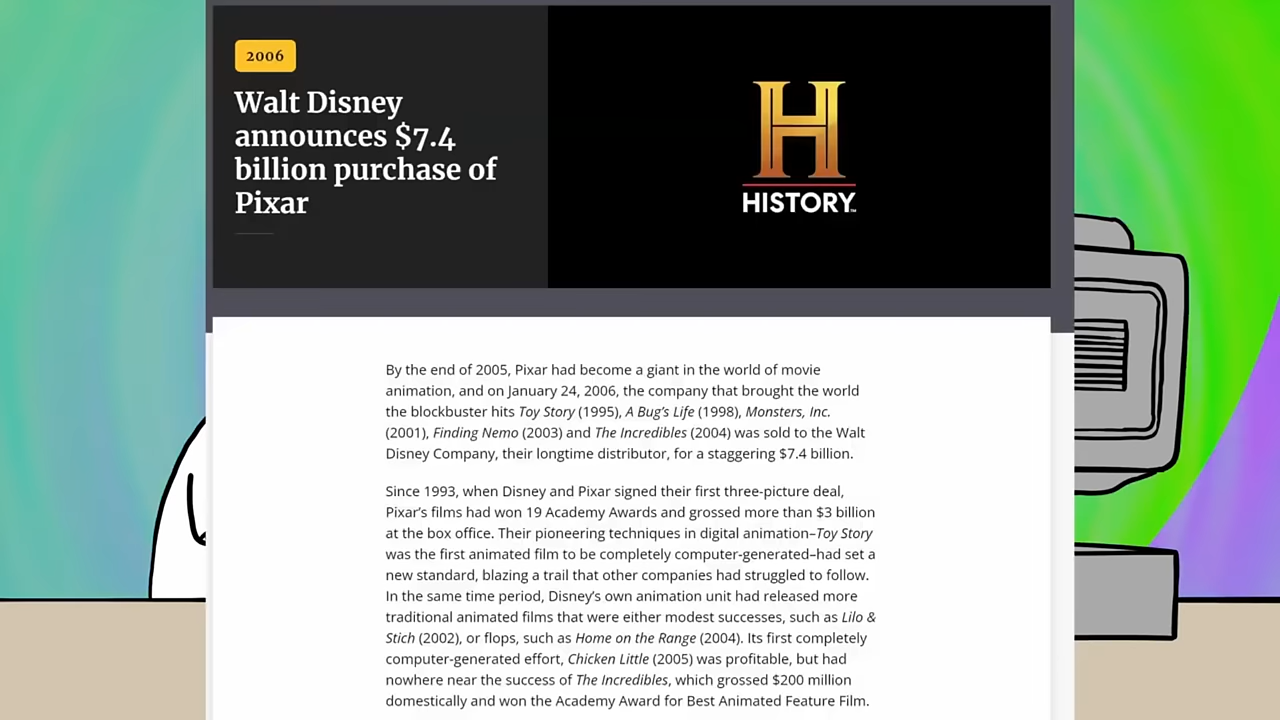 2006
Walt Disney
announces $7.4
billion purchase of
Pixar
HISTORY™
By the end of 2005, Pixar had become a giant in the world of movie
animation, and on January 24, 2006, the company that brought the world
the blockbuster hits Toy Story (1995), A Bug’s Life (1998), Monsters, Inc.
(2001), Finding Nemo (2003) and The Incredibles (2004) was sold to the Walt
Disney Company, their longtime distributor, for a staggering $7.4 billion.
Since 1993, when Disney and Pixar signed their first three-picture deal,
Pixar’s films had won 19 Academy Awards and grossed more than $3 billion
at the box office. Their pioneering techniques in digital animation–Toy Story
was the first animated film to be completely computer-generated–had set a
new standard, blazing a trail that other companies had struggled to follow.
In the same time period, Disney’s own animation unit had released more
traditional animated films that were either modest successes, such as Lilo &
Stich (2002), or flops, such as Home on the Range (2004). Its first completely
computer-generated effort, Chicken Little (2005) was profitable, but had
nowhere near the success of The Incredibles, which grossed $200 million
domestically and won the Academy Award for Best Animated Feature Film.